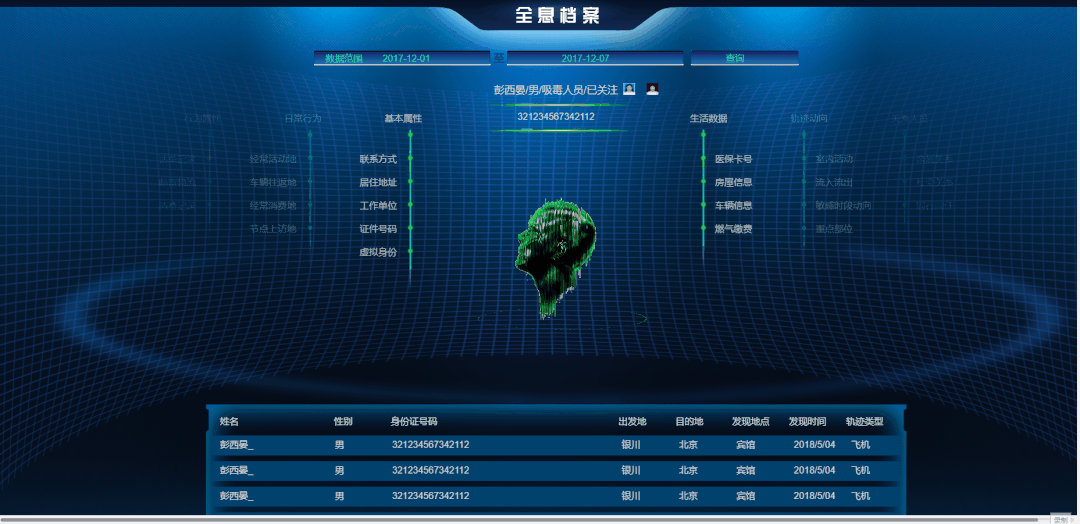 全息档案
数据范围 2017-12-01 至 2017-12-07 查询
彭西晏/男/吸毒人员/已关注
321234567342112
日常行为 基本属性 生活数据 轨迹动向
经常活动地 联系方式 医保卡号 室内活动
车辆往返地 居住地址 房屋信息 流入流出
经常消费地 工作单位 车辆信息 敏感时段动向
节点上访地 证件号码 燃气缴费 重点部位
虚拟身份
姓名 性别 身份证号码 出发地 目的地 发现地点 发现时间 轨迹类型
彭西晏_ 男 321234567342112 银川 北京 宾馆 2018/5/04 飞机
彭西晏_ 男 321234567342112 银川 北京 宾馆 2018/5/04 飞机
彭西晏_ 男 321234567342112 银川 北京 宾馆 2018/5/04 飞机